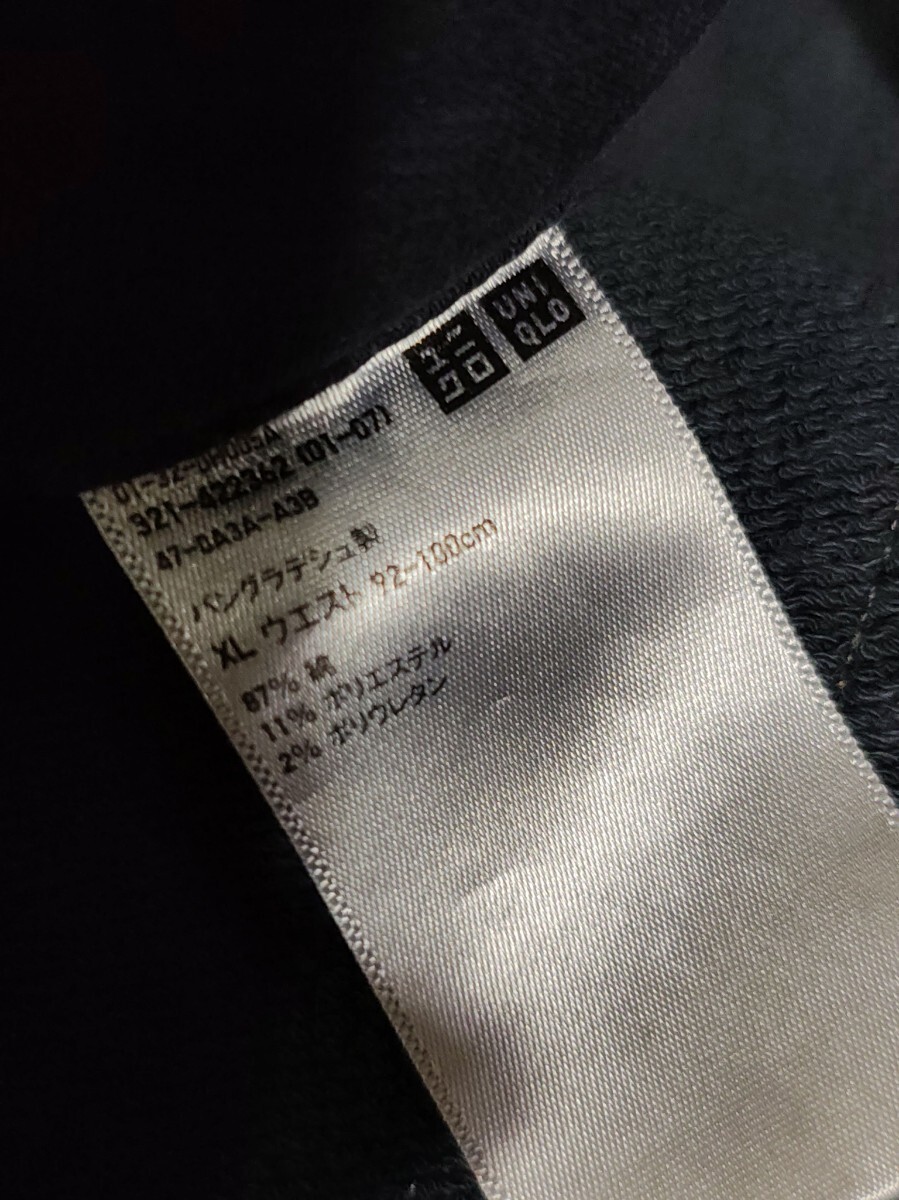 ユニ
クロ
UNI
QLO
321-422362 (01-07)
47-DA3A-A3B
バングラデシュ製
XL ウエスト 92-100cm
87% 綿
11% ポリエステル
2% ポリウレタン